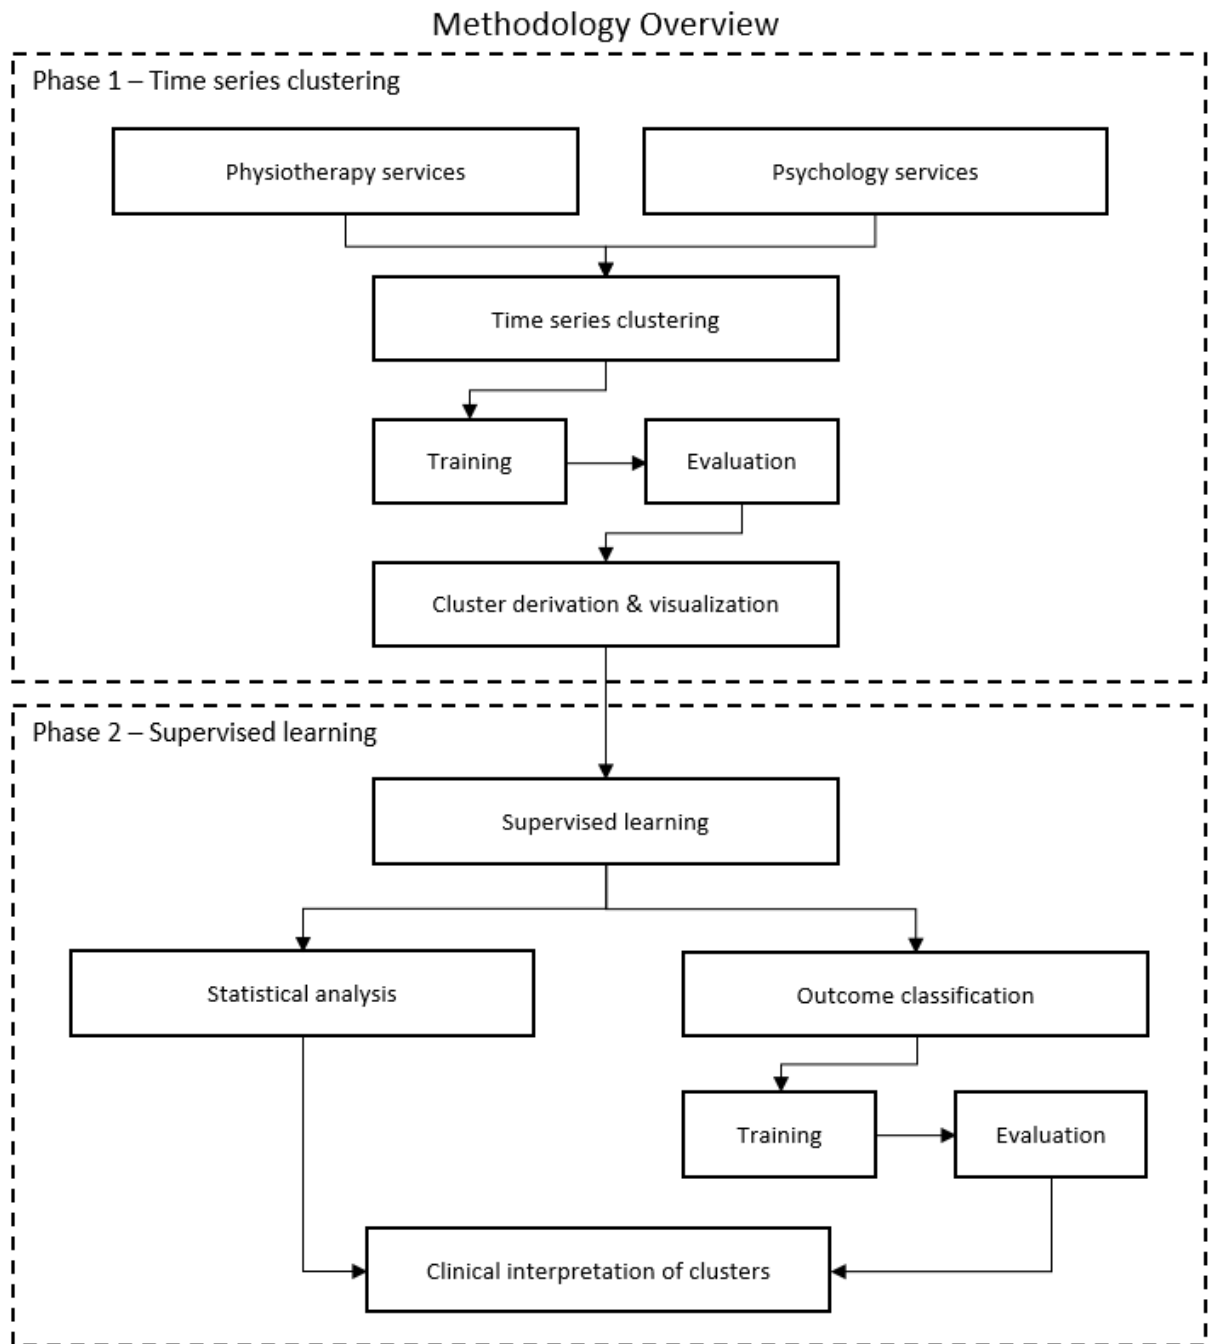 Methodology Overview
Phase 1 – Time series clustering
Physiotherapy services
Psychology services
Time series clustering
Training
Evaluation
Cluster derivation & visualization
Phase 2 – Supervised learning
Supervised learning
Statistical analysis
Outcome classification
Training
Evaluation
Clinical interpretation of clusters